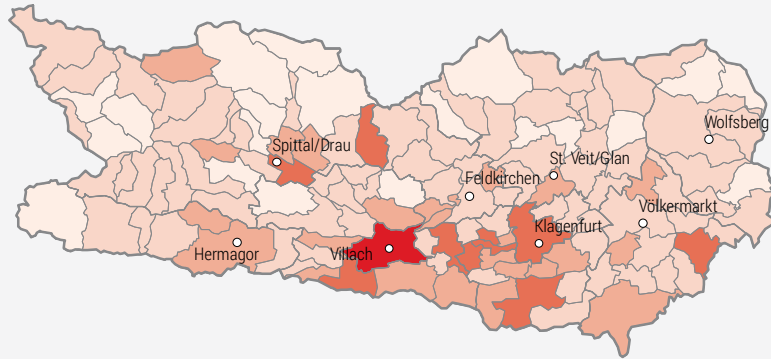 Wolfsberg
Spittal/Drau
St. Veit/Glan
Feldkirchen
Völkermarkt
Klagenfurt
Hermagor
Villach